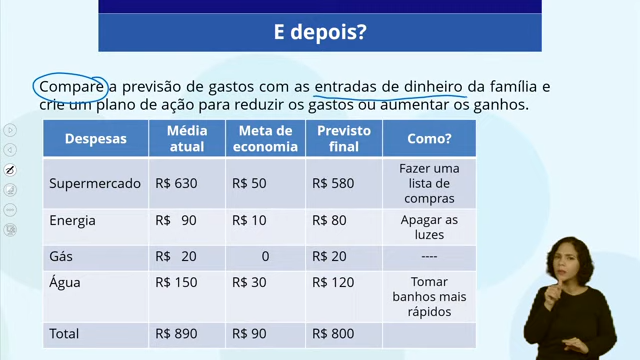 E depois?
Compare a previsão de gastos com as entradas de dinheiro da família e
crie um plano de ação para reduzir os gastos ou aumentar os ganhos.
Despesas Média atual Meta de economia Previsto final Como?
Supermercado R$ 630 R$ 50 R$ 580 Fazer uma lista de compras
Energia R$ 90 R$ 10 R$ 80 Apagar as luzes
Gás R$ 20 0 R$ 20 ----
Água R$ 150 R$ 30 R$ 120 Tomar banhos mais rápidos
Total R$ 890 R$ 90 R$ 800